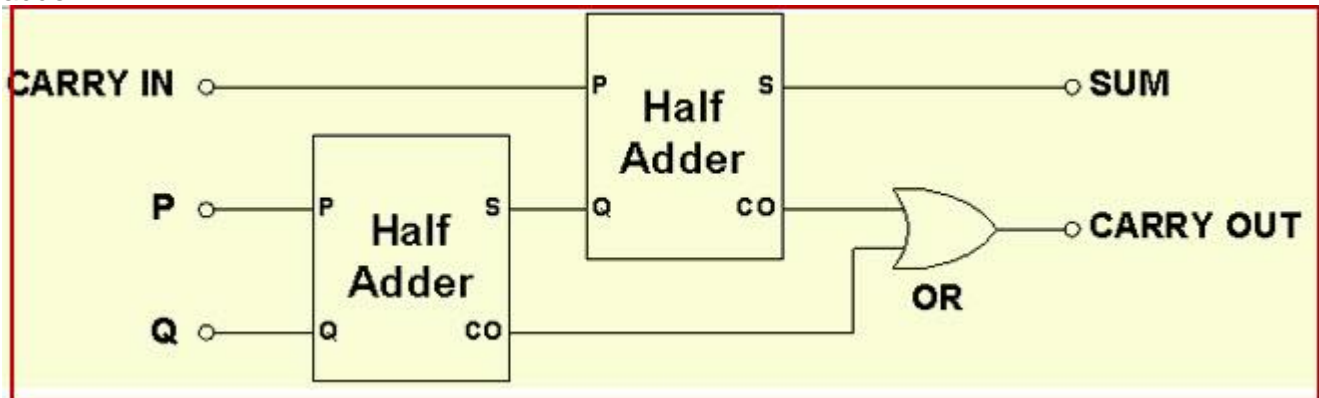 CARRY IN
P
S
SUM
Half
Adder
P
P
S
Q
CO
CARRY OUT
Half
Adder
OR
Q
Q
CO